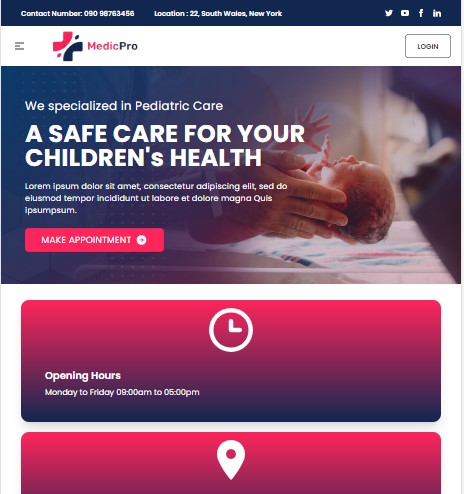 Contact Number: 090 98763456 Location : 22, South Wales, New York
MedicPro
LOGIN
We specialized in Pediatric Care
A SAFE CARE FOR YOUR
CHILDREN's HEALTH
Lorem ipsum dolor sit amet, consectetur adipiscing elit, sed do
eiusmod tempor incididunt ut labore et dolore magna Quis
ipsumpsum.
MAKE APPOINTMENT
Opening Hours
Monday to Friday 09:00am to 05:00pm